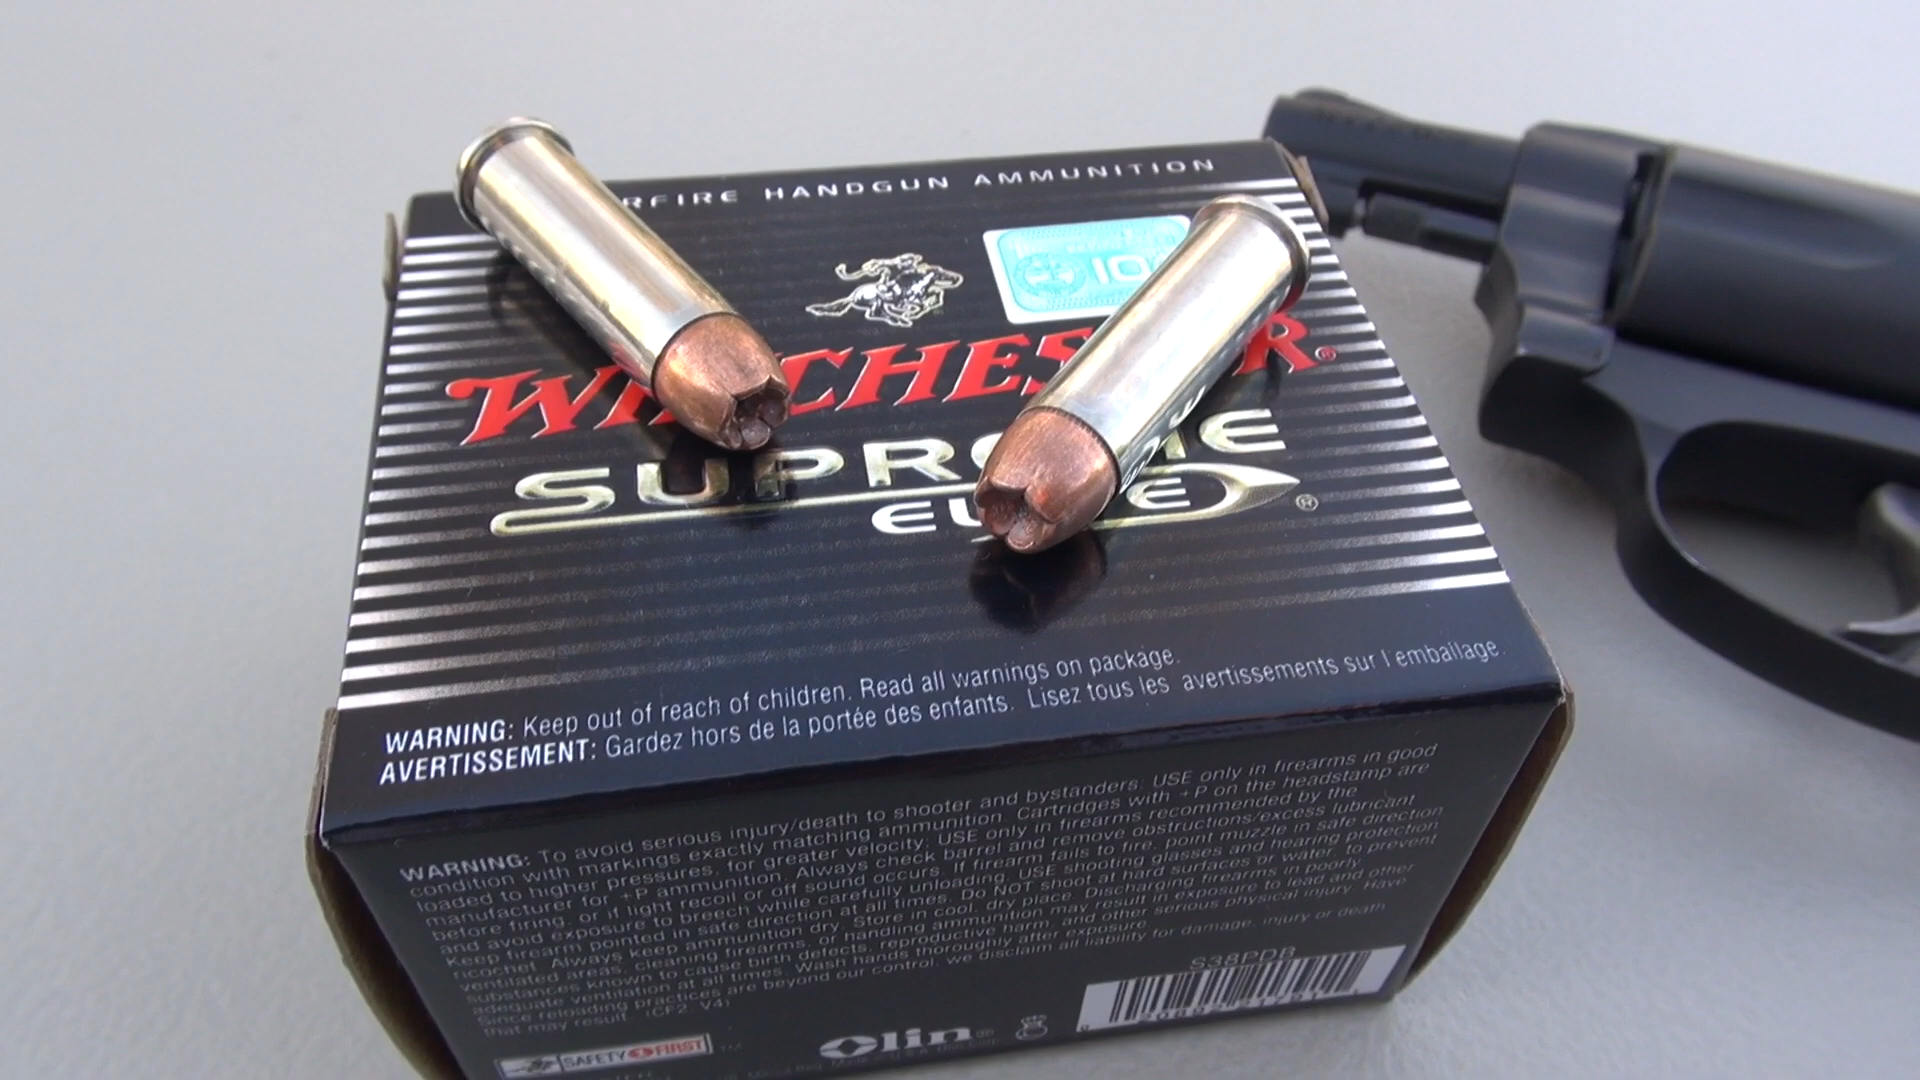 RFIRE HANDGUN AMMUNITION
10
WINCHESTER®
SUPREME
ELITE ®
WARNING: Keep out of reach of children. Read all warnings on package.
AVERTISSEMENT: Gardez hors de la portée des enfants. Lisez tous les avertissements sur l'emballage.
WARNING: To avoid serious injury/death to shooter and bystanders: USE only in firearms in good
condition with markings exactly matching ammunition. Cartridges with +P on the headstamp are
loaded to higher pressures, for greater velocity, USE only in firearms recommended by the
manufacturer for +P ammunition. Always check barrel and remove obstructions/excess lubricant
before firing, or if light recoil or off sound occurs. If firearm fails to fire, point muzzle in safe direction
and avoid exposure to breech while carefully unloading. USE shooting glasses and hearing protection
Keep firearm pointed in safe direction at all times. Do NOT shoot at hard surfaces or water, to prevent
ricochet. Always keep ammunition dry. Store in cool, dry place. Discharging firearms in poorly
ventilated areas, cleaning firearms, or handling ammunition may result in exposure to lead and other
substances known to cause birth defects, reproductive harm, and other serious physical injury. Have
adequate ventilation at all times. Wash hands thoroughly after exposure.
Since reloading practices are beyond our control, we disclaim all liability for damage, injury or death
that may result. (CF2. V4)
S38PDB
SAFETY FIRST ™
Olin®